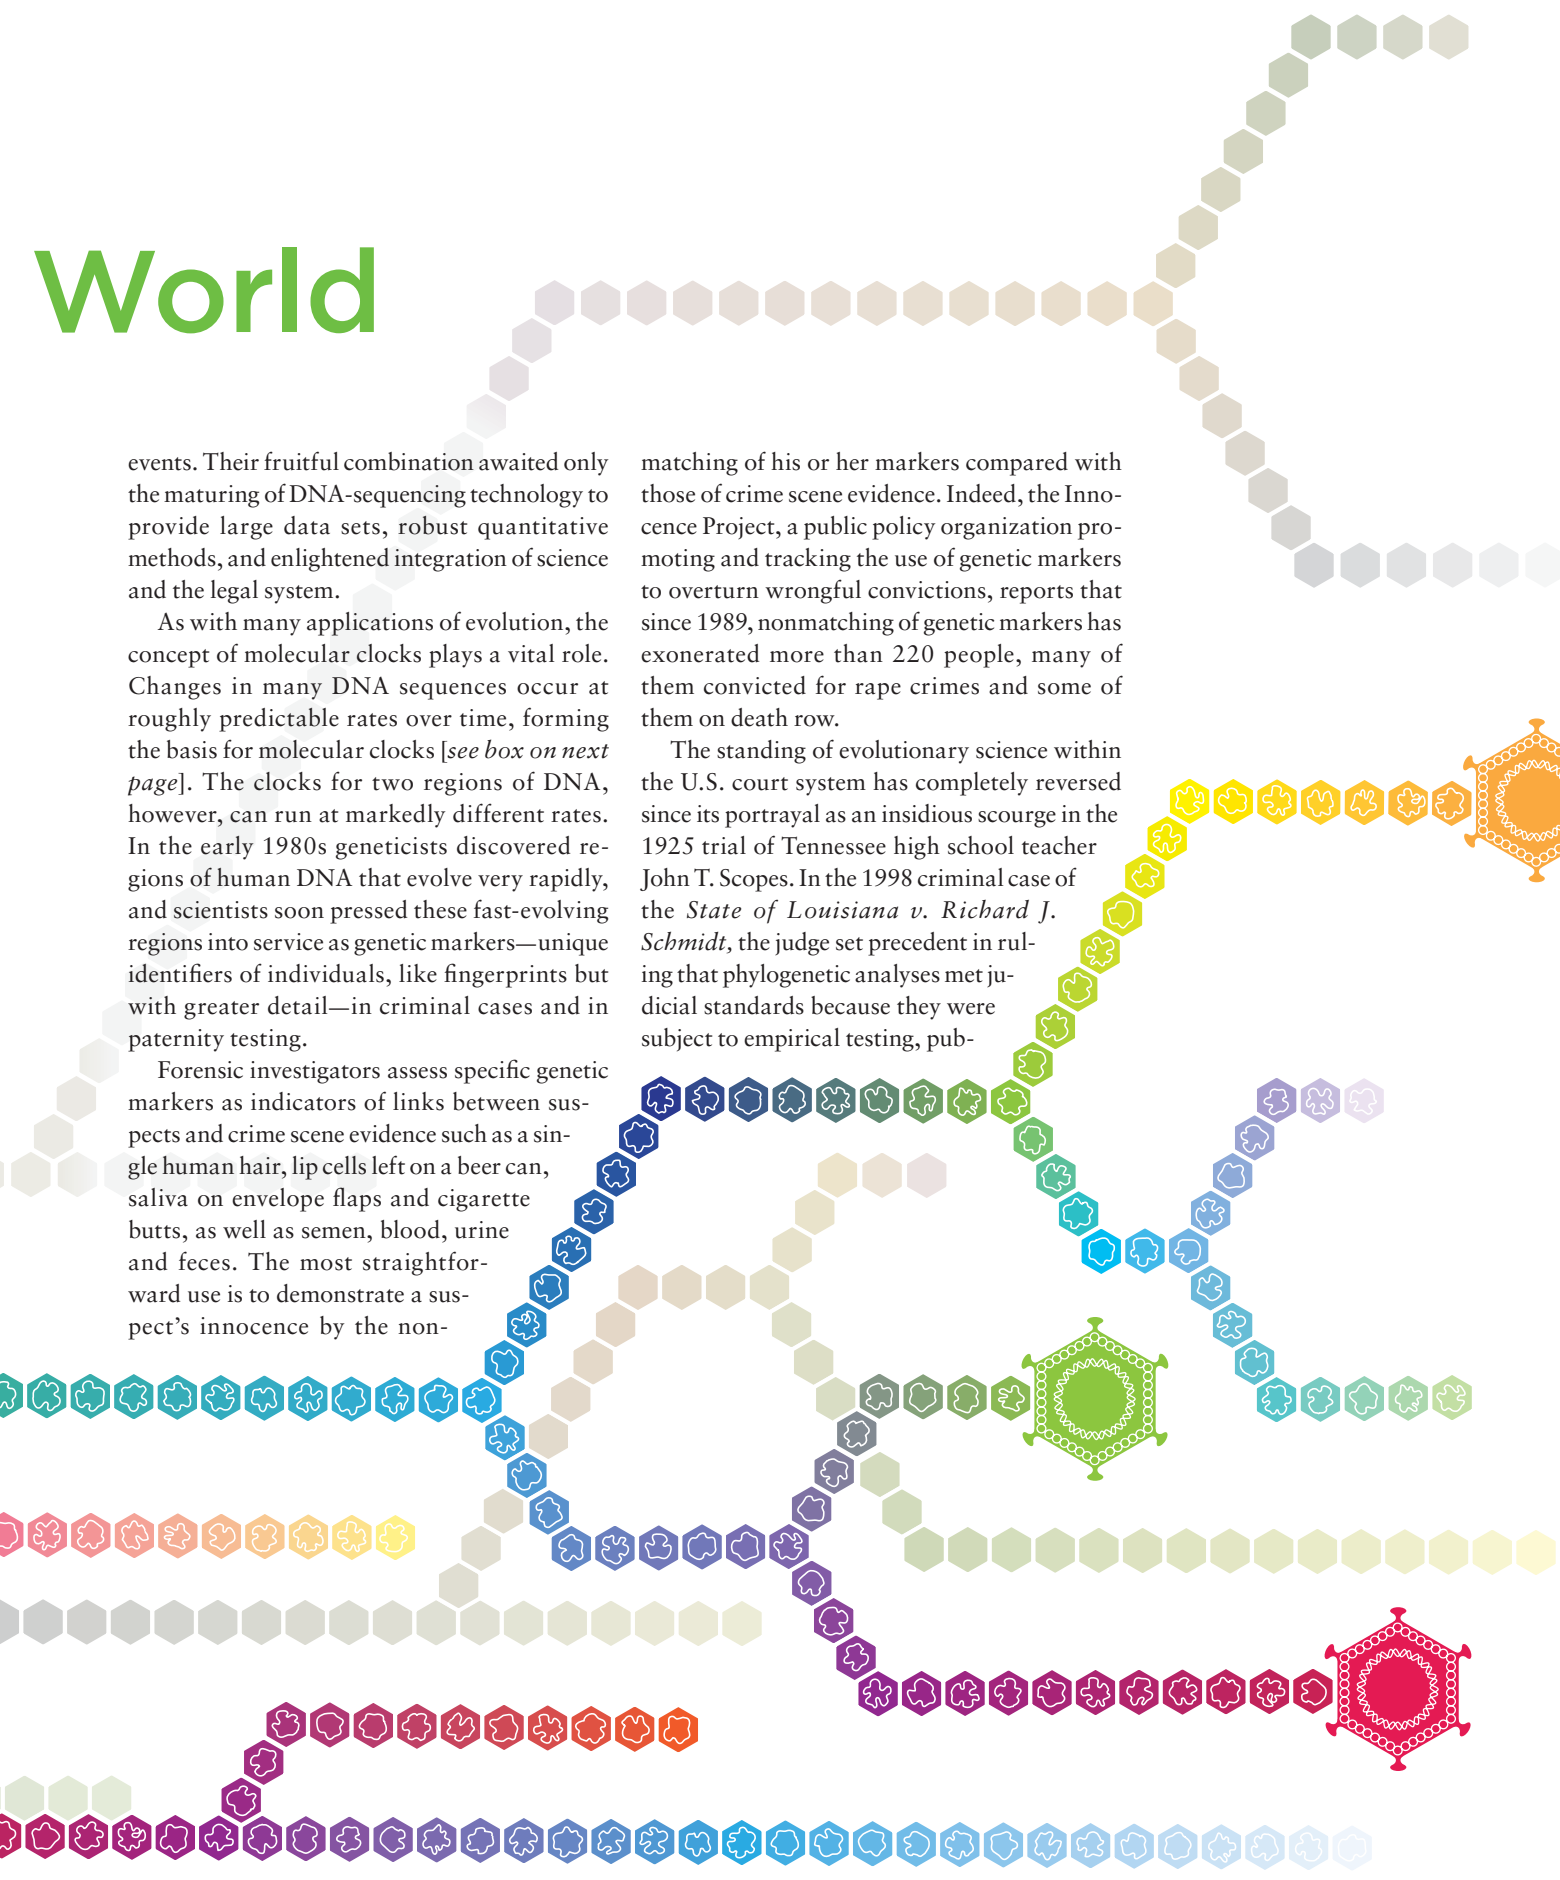 World
events. Their fruitful combination awaited only
the maturing of DNA-sequencing technology to
provide large data sets, robust quantitative
methods, and enlightened integration of science
and the legal system.
As with many applications of evolution, the
concept of molecular clocks plays a vital role.
Changes in many DNA sequences occur at
roughly predictable rates over time, forming
the basis for molecular clocks [see box on next
page]. The clocks for two regions of DNA,
however, can run at markedly different rates.
In the early 1980s geneticists discovered re-
gions of human DNA that evolve very rapidly,
and scientists soon pressed these fast-evolving
regions into service as genetic markers—unique
identifiers of individuals, like fingerprints but
with greater detail—in criminal cases and in
paternity testing.
Forensic investigators assess specific genetic
markers as indicators of links between sus-
pects and crime scene evidence such as a sin-
gle human hair, lip cells left on a beer can,
saliva on envelope flaps and cigarette
butts, as well as semen, blood, urine
and feces. The most straightfor-
ward use is to demonstrate a sus-
pect's innocence by the non-
matching of his or her markers compared with
those of crime scene evidence. Indeed, the Inno-
cence Project, a public policy organization pro-
moting and tracking the use of genetic markers
to overturn wrongful convictions, reports that
since 1989, nonmatching of genetic markers has
exonerated more than 220 people, many of
them convicted for rape crimes and some of
them on death row.
The standing of evolutionary science within
the U.S. court system has completely reversed
since its portrayal as an insidious scourge in the
1925 trial of Tennessee high school teacher
John T. Scopes. In the 1998 criminal case of
the State of Louisiana v. Richard J.
Schmidt, the judge set precedent in rul-
ing that phylogenetic analyses met ju-
dicial standards because they were
subject to empirical testing, pub-